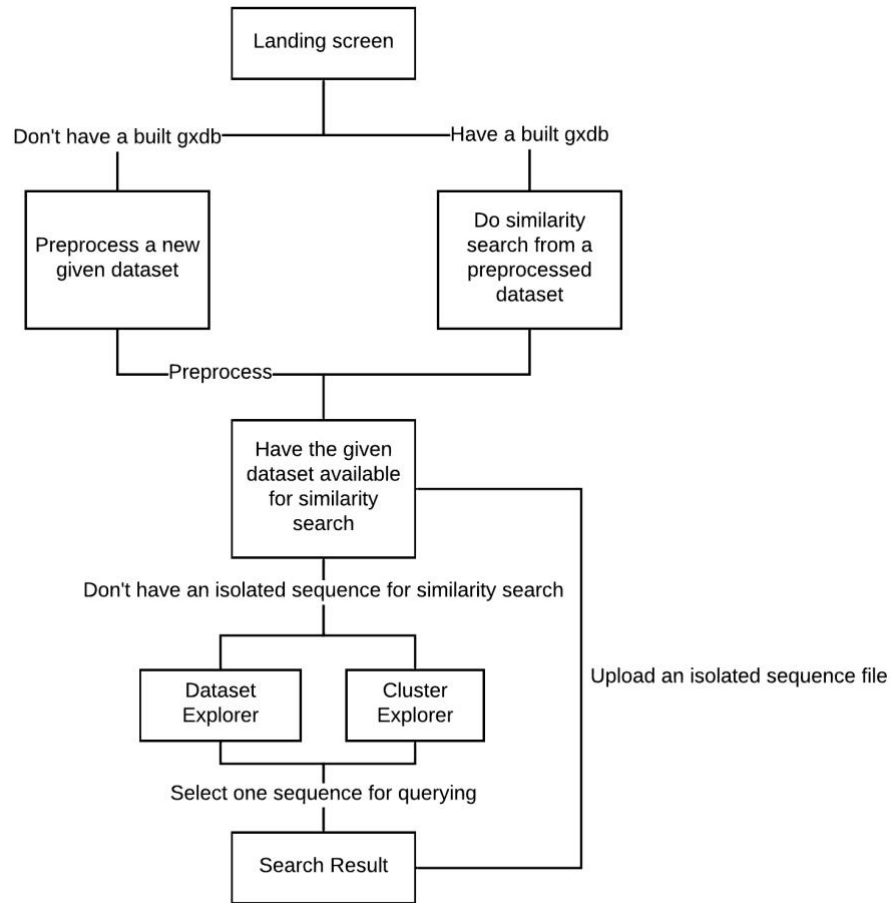 Landing screen
Don't have a built gxdb
Have a built gxdb
Preprocess a new
given dataset
Do similarity
search from a
preprocessed
dataset
Preprocess
Have the given
dataset available
for similarity
search
Don't have an isolated sequence for similarity search
Dataset
Explorer
Cluster
Explorer
Upload an isolated sequence file
Select one sequence for querying
Search Result